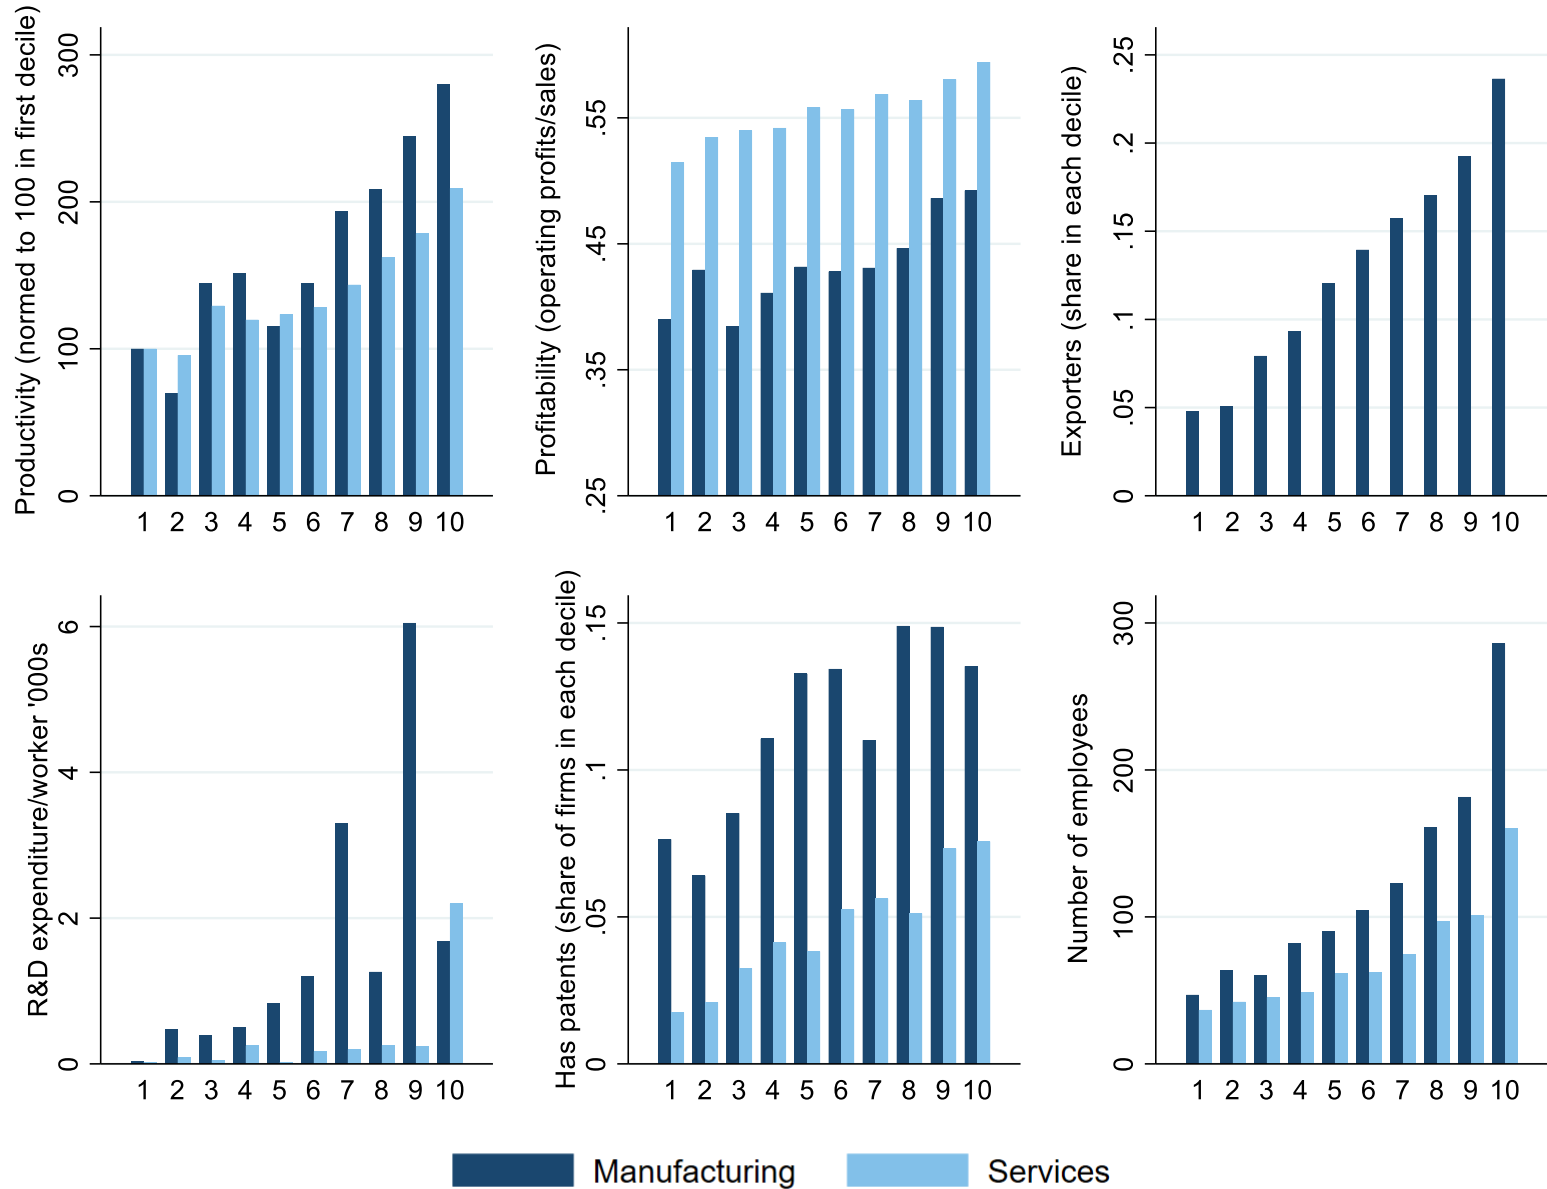 Productivity (normed to 100 in first decile)
300
200
100
0
1 2 3 4 5 6 7 8 9 10
Profitability (operating profits/sales)
.55
.45
.35
.25
1 2 3 4 5 6 7 8 9 10
Exporters (share in each decile)
.25
.2
.15
.1
.05
0
1 2 3 4 5 6 7 8 9 10
R&D expenditure/worker '000s
6
4
2
0
1 2 3 4 5 6 7 8 9 10
Has patents (share of firms in each decile)
.15
.1
.05
0
1 2 3 4 5 6 7 8 9 10
Number of employees
300
200
100
0
1 2 3 4 5 6 7 8 9 10
Manufacturing
Services